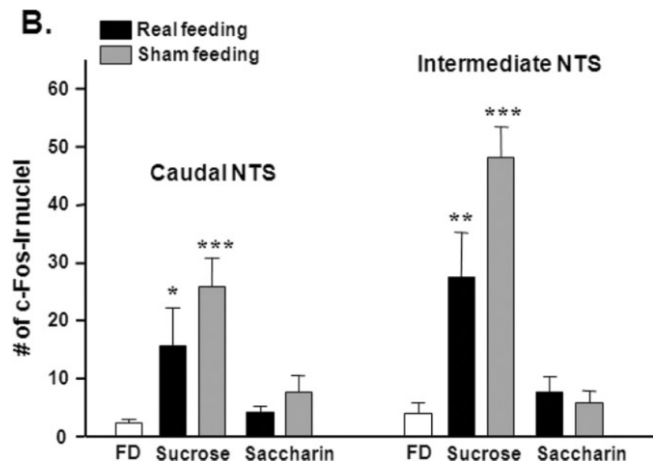 B.
Real feeding
Sham feeding
Intermediate NTS
Caudal NTS
# of c-Fos-Ir nuclei
60
50
40
30
20
10
0
*
***
**
***
FD Sucrose Saccharin FD Sucrose Saccharin